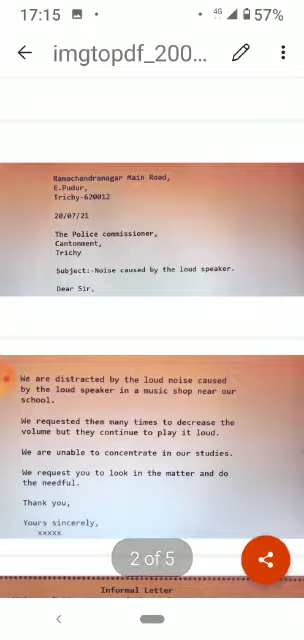 17:15
4G
57%
imgtopdf_200...
Ramachandranagar Main Road,
E.Pudur,
Trichy-620012
20/07/21
The Police commissioner,
Cantonment,
Trichy
Subject:-Noise caused by the loud speaker.
Dear Sir,
We are distracted by the loud noise caused
by the loud speaker in a music shop near our
school.
We requested them many times to decrease the
volume but they continue to play it loud.
We are unable to concentrate in our studies.
We request you to look in the matter and do
the needful.
Thank you,
Yours sincerely,
xxxxx
2 of 5
Informal Letter